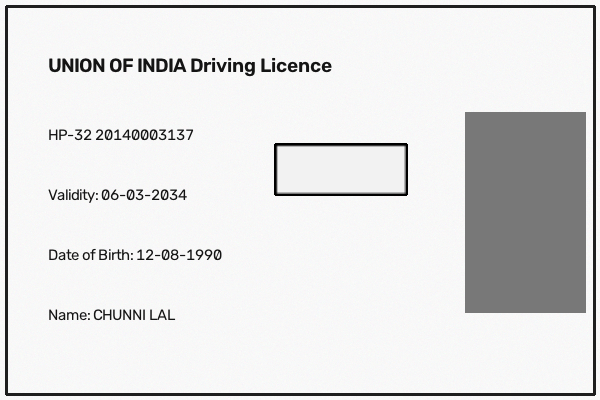 UNION OF INDIA Driving Licence
HP-32 20140003137
Validity: 06-03-2034
Date of Birth: 12-08-1990
Name: CHUNNI LAL